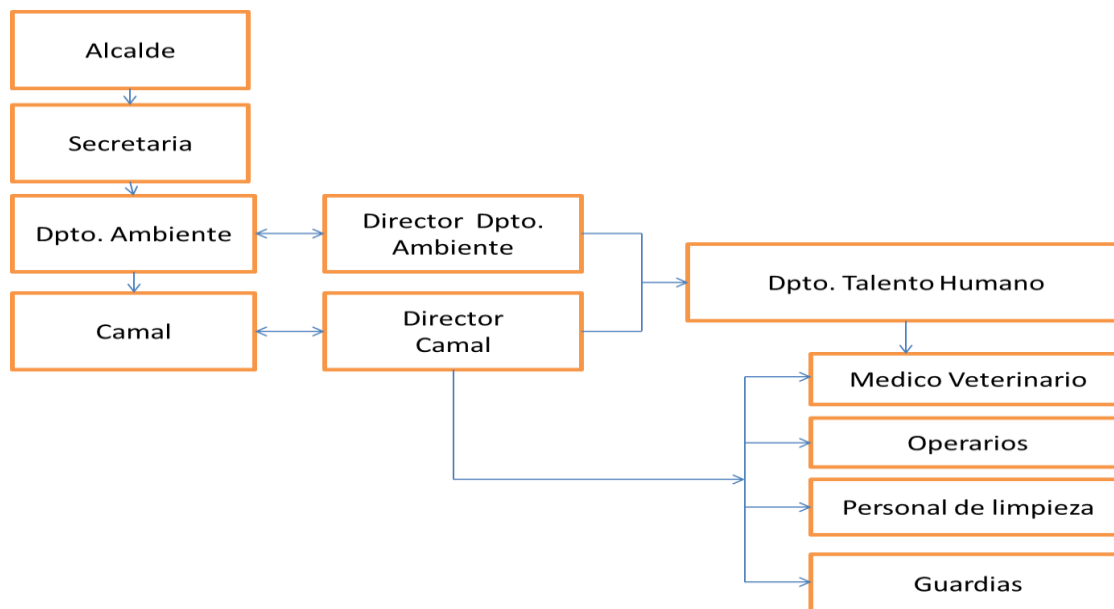 Alcalde
Secretaria
Dpto. Ambiente
Director Dpto.
Ambiente
Dpto. Talento Humano
Camal
Director
Camal
Medico Veterinario
Operarios
Personal de limpieza
Guardias